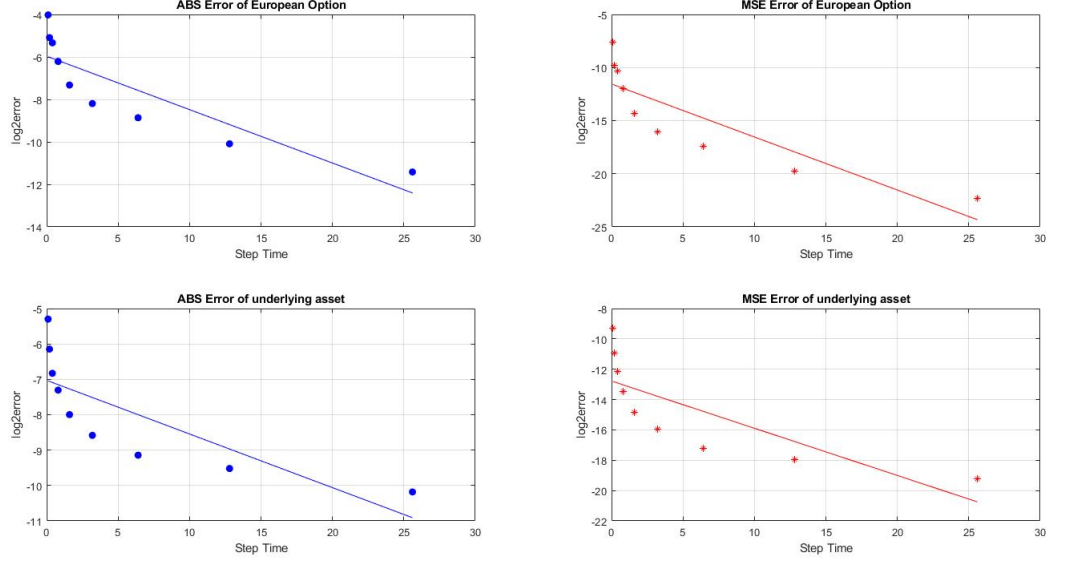 ABS Error of European Option
-4
-6
-8
-10
-12
-14
log2error
0 5 10 15 20 25 30
Step Time
MSE Error of European Option
-5
-10
-15
-20
-25
log2error
0 5 10 15 20 25 30
Step Time
ABS Error of underlying asset
-5
-6
-7
-8
-9
-10
-11
log2error
0 5 10 15 20 25 30
Step Time
MSE Error of underlying asset
-8
-10
-12
-14
-16
-18
-20
-22
log2error
0 5 10 15 20 25 30
Step Time